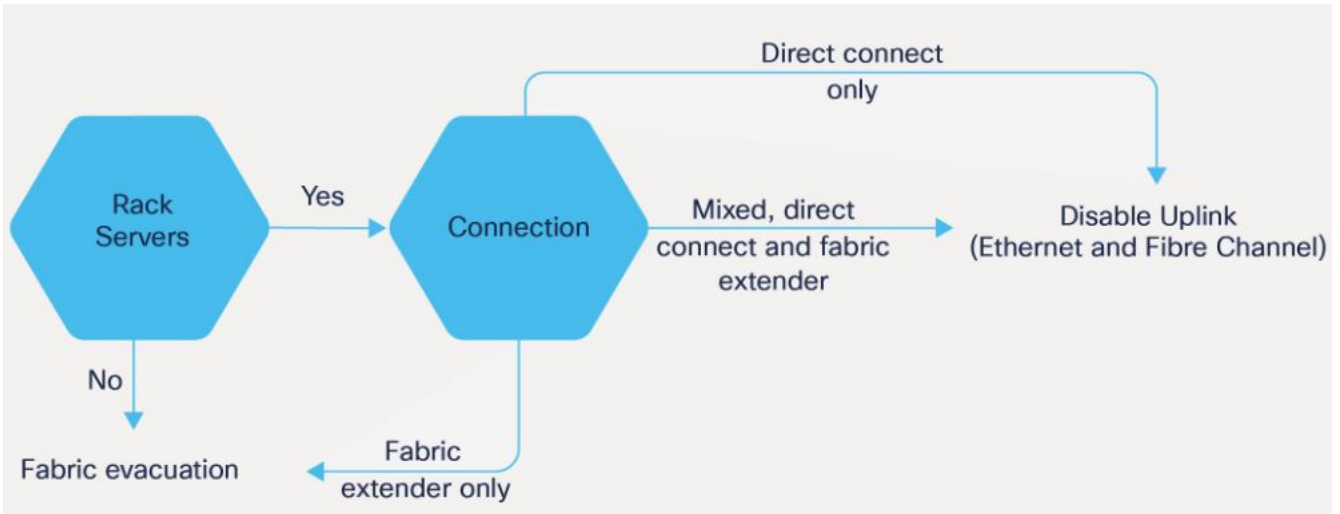 Direct connect
only
Rack
Servers
Yes
Connection
Mixed, direct
connect and fabric
extender
Disable Uplink
(Ethernet and Fibre Channel)
No
Fabric evacuation
Fabric
extender only